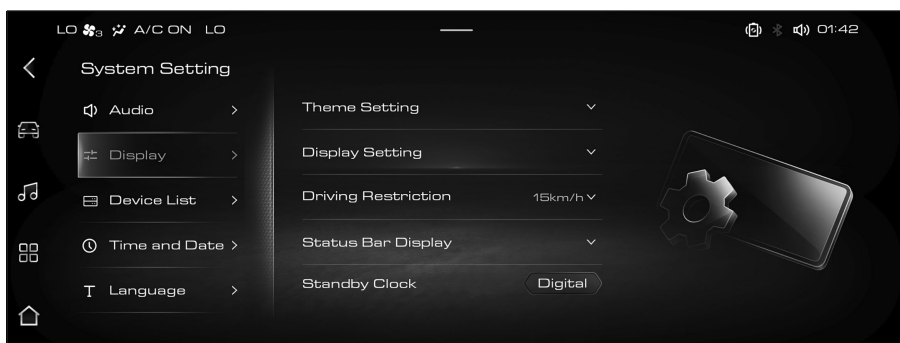 LO 3 A/C ON LO
01:42
System Setting
Audio
Display
Device List
Time and Date
Language
Theme Setting
Display Setting
Driving Restriction 15km/h
Status Bar Display
Standby Clock Digital